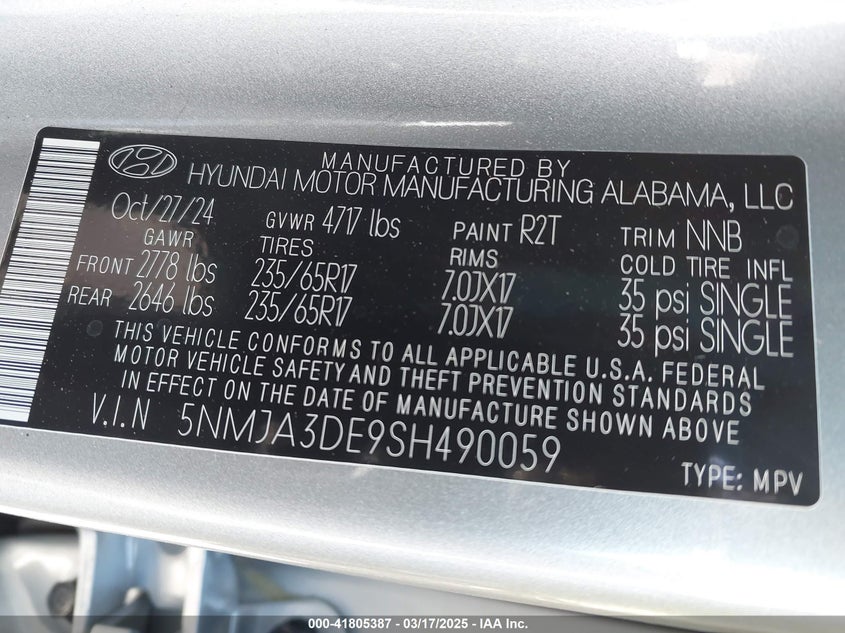 MANUFACTURED BY
HYUNDAI MOTOR MANUFACTURING ALABAMA, LLC
Oct/27/24 GVWR 4717 lbs PAINT R2T TRIM NNB
GAWR TIRES RIMS COLD TIRE INFL
FRONT 2778 lbs 235/65R17 7.0JX17 35 psi SINGLE
REAR 2646 lbs 235/65R17 7.0JX17 35 psi SINGLE
THIS VEHICLE CONFORMS TO ALL APPLICABLE U.S.A. FEDERAL
MOTOR VEHICLE SAFETY AND THEFT PREVENTION STANDARDS
IN EFFECT ON THE DATE OF MANUFACTURE SHOWN ABOVE
V.I.N 5NMJA3DE9SH490059
TYPE: MPV
000-41805387 - 03/17/2025 - IAA Inc.